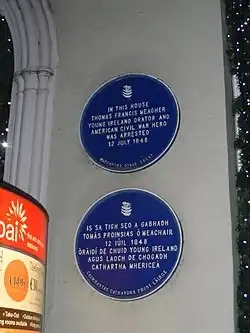 IN THIS HOUSE
THOMAS FRANCIS MEAGHER
YOUNG IRELAND ORATOR AND
AMERICAN CIVIL WAR HERO
WAS ARRESTED
12 JULY 1848
WATERFORD CIVIC TRUST
IS SA TIGH SEO A GABHADH
TOMÁS PROINSIAS Ó MEACHAIR
12 IÚIL 1848
ÓRÁIDÍ DE CHUID YOUNG IRELAND
AGUS LAOCH DE CHOGADH
CATHARTHA MHERICEÁ